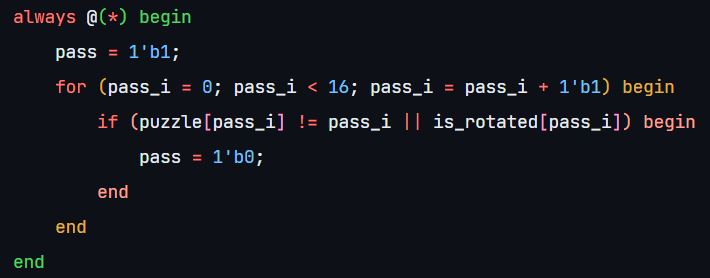 always @(*) begin
    pass = 1'b1;
    for (pass_i = 0; pass_i < 16; pass_i = pass_i + 1'b1) begin
        if (puzzle[pass_i] != pass_i || is_rotated[pass_i]) begin
            pass = 1'b0;
        end
    end
end